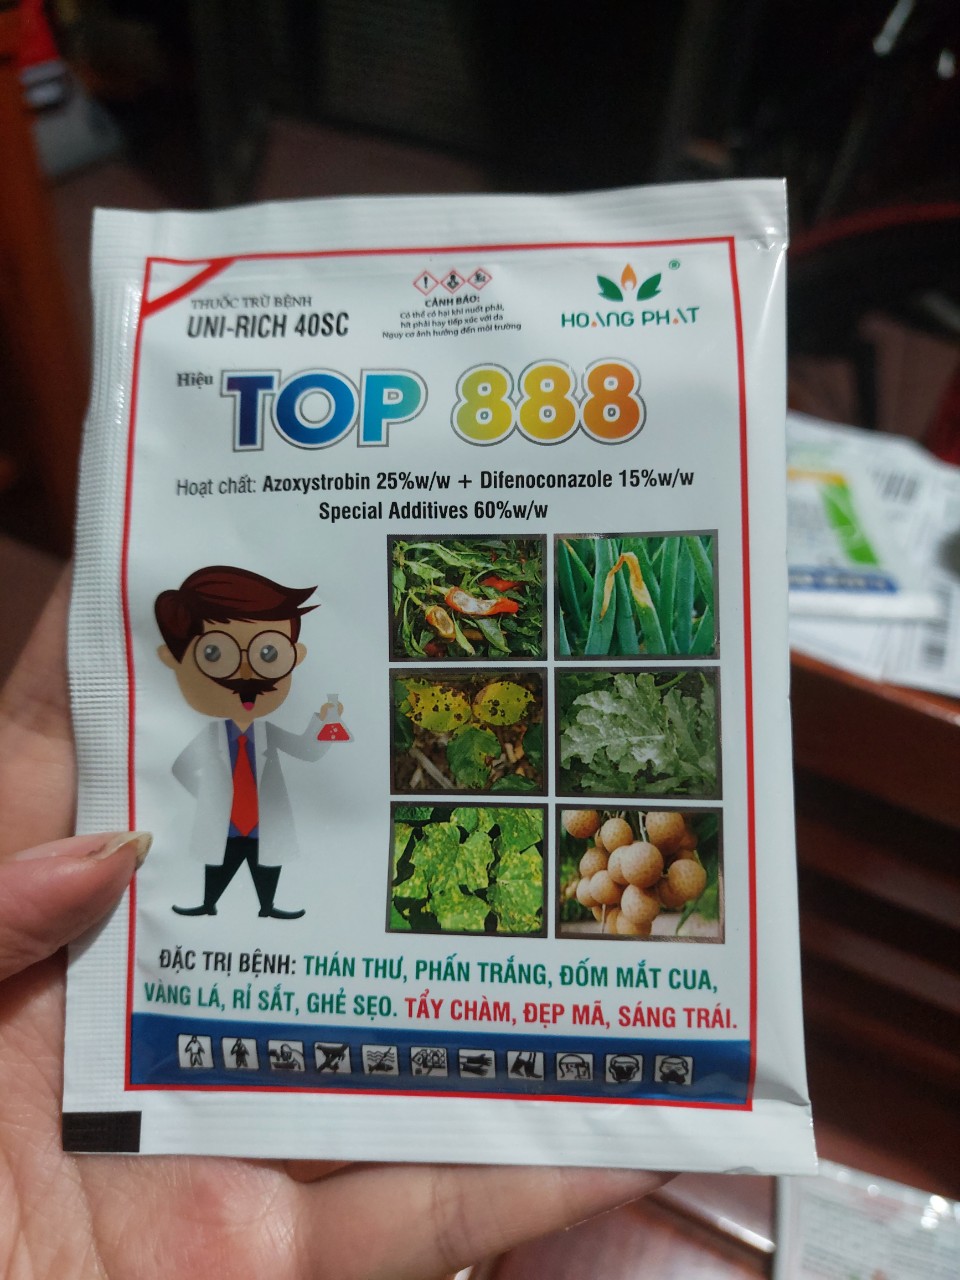 THUỐC TRỪ BỆNH
UNI-RICH 40SC
CẢNH BÁO:
Có thể có hại khi nuốt phải,
hít phải hay tiếp xúc với da
Nguy cơ ảnh hưởng đến môi trường
HOANG PHAT ®
Hiệu TOP 888
Hoạt chất: Azoxystrobin 25%w/w + Difenoconazole 15%w/w
Special Additives 60%w/w
ĐẶC TRỊ BỆNH: THÁN THƯ, PHẤN TRẮNG, ĐỐM MẮT CUA,
VÀNG LÁ, RỈ SẮT, GHẺ SẸO. TẨY CHÀM, ĐẸP MÃ, SÁNG TRÁI.